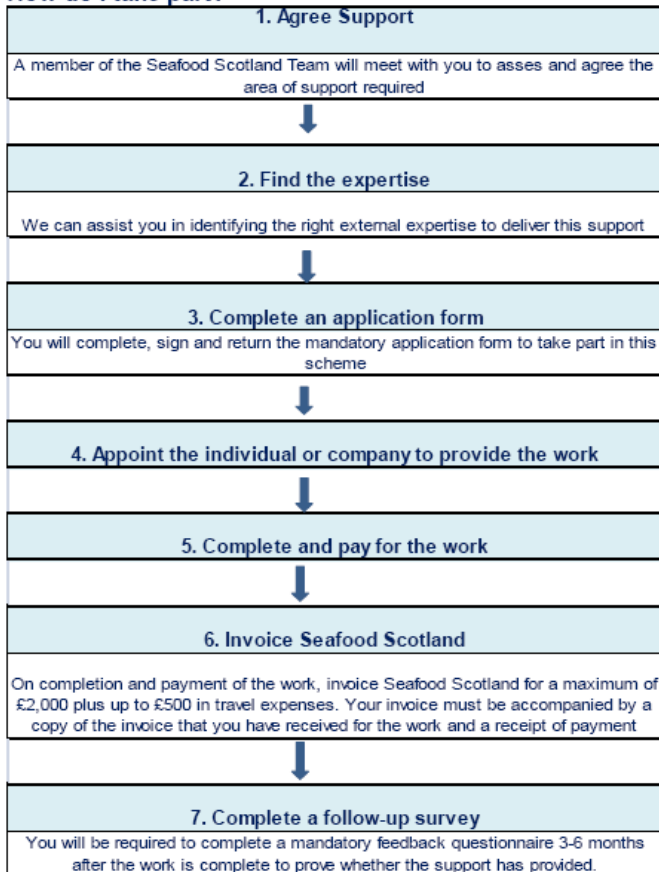 1. Agree Support
A member of the Seafood Scotland Team will meet with you to asses and agree the
area of support required
2. Find the expertise
We can assist you in identifying the right external expertise to deliver this support
3. Complete an application form
You will complete, sign and return the mandatory application form to take part in this
scheme
4. Appoint the individual or company to provide the work
5. Complete and pay for the work
6. Invoice Seafood Scotland
On completion and payment of the work, invoice Seafood Scotland for a maximum of
£2,000 plus up to £500 in travel expenses. Your invoice must be accompanied by a
copy of the invoice that you have received for the work and a receipt of payment
7. Complete a follow-up survey
You will be required to complete a mandatory feedback questionnaire 3-6 months
after the work is complete to prove whether the support has provided.